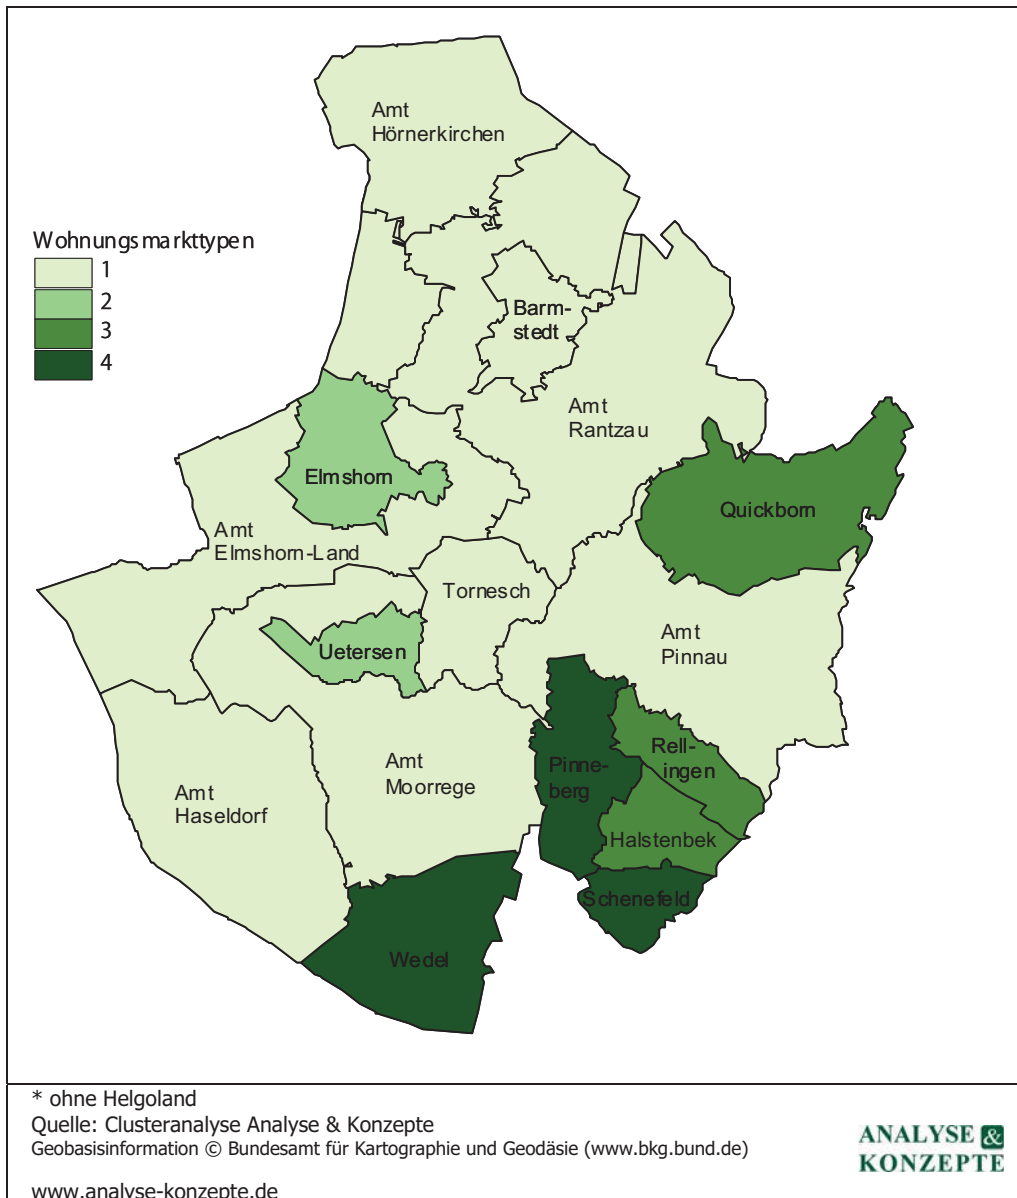 Amt
Hörnerkirchen
Wohnungsmarkttypen
1
2
3
4
Barm-
stedt
Amt
Rantzau
Elmshorn
Quickborn
Amt
Elmshorn-Land
Tornesch
Uetersen
Amt
Pinnau
Rell-
ingen
Pinne-
berg
Amt
Moorrege
Amt
Haseldorf
Halstenbek
Schenefeld
Wedel
* ohne Helgoland
Quelle: Clusteranalyse Analyse & Konzepte
Geobasisinformation © Bundesamt für Kartographie und Geodäsie (www.bkg.bund.de)
www.analyse-konzepte.de
ANALYSE &
KONZEPTE